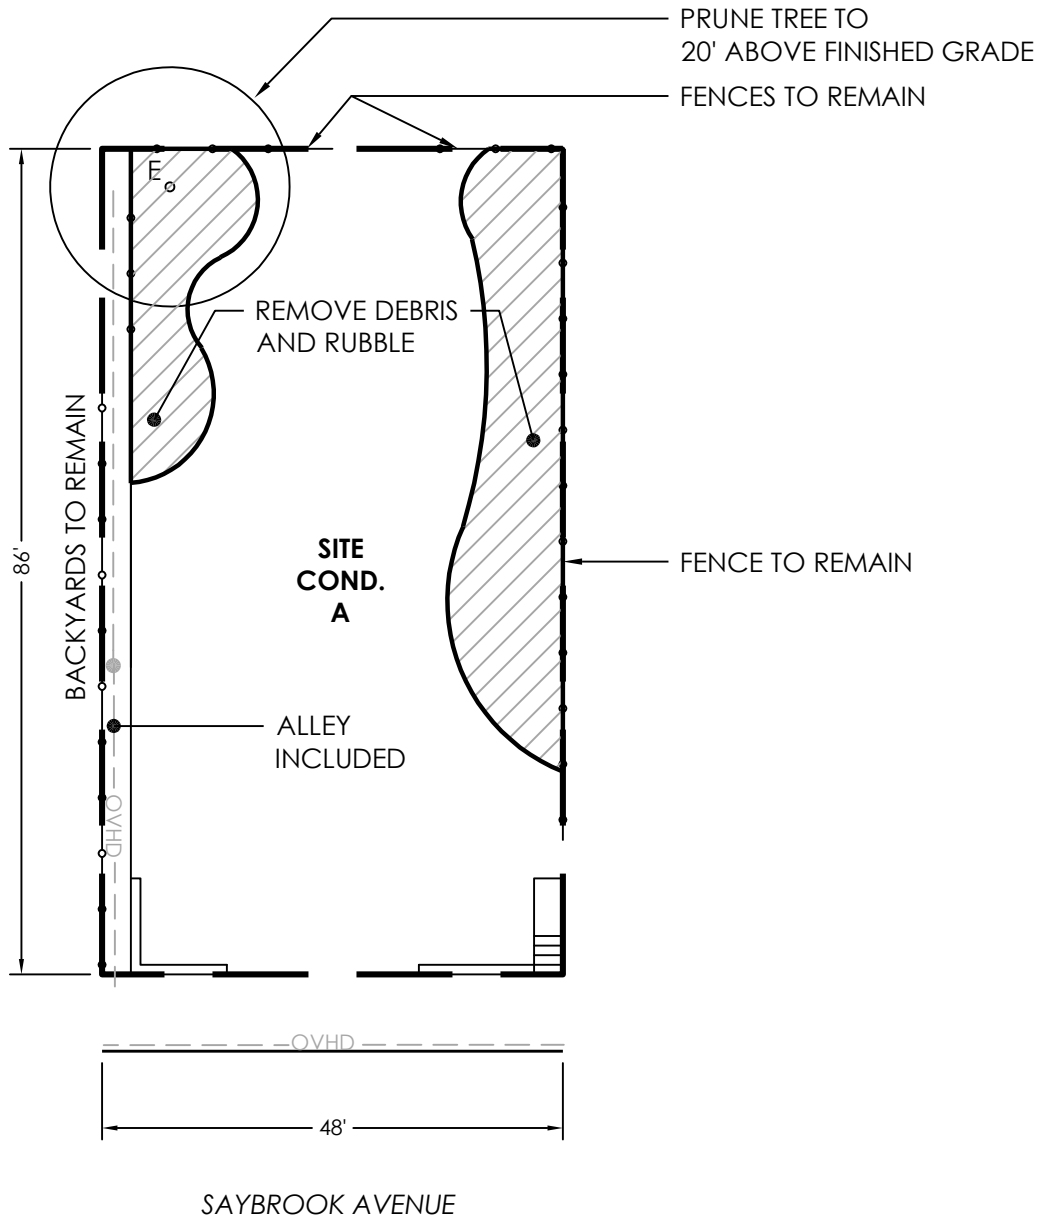 PRUNE TREE TO
20' ABOVE FINISHED GRADE
FENCES TO REMAIN
E
REMOVE DEBRIS
AND RUBBLE
BACKYARDS TO REMAIN
86'
SITE
COND.
A
FENCE TO REMAIN
ALLEY
INCLUDED
OVHD
OVHD
48'
SAYBROOK AVENUE